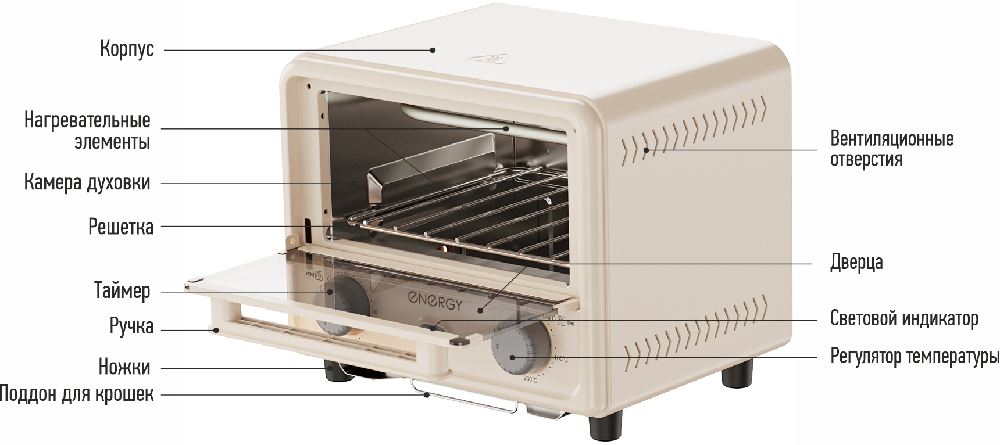 Корпус
Нагревательные
элементы
Камера духовки
Решетка
Таймер
Ручка
Ножки
Поддон для крошек
Вентиляционные
отверстия
Дверца
Световой индикатор
Регулятор температуры
ВРЕМЯ
10
20
ENERGY
120°C
ТЕМП
180°C
230°C